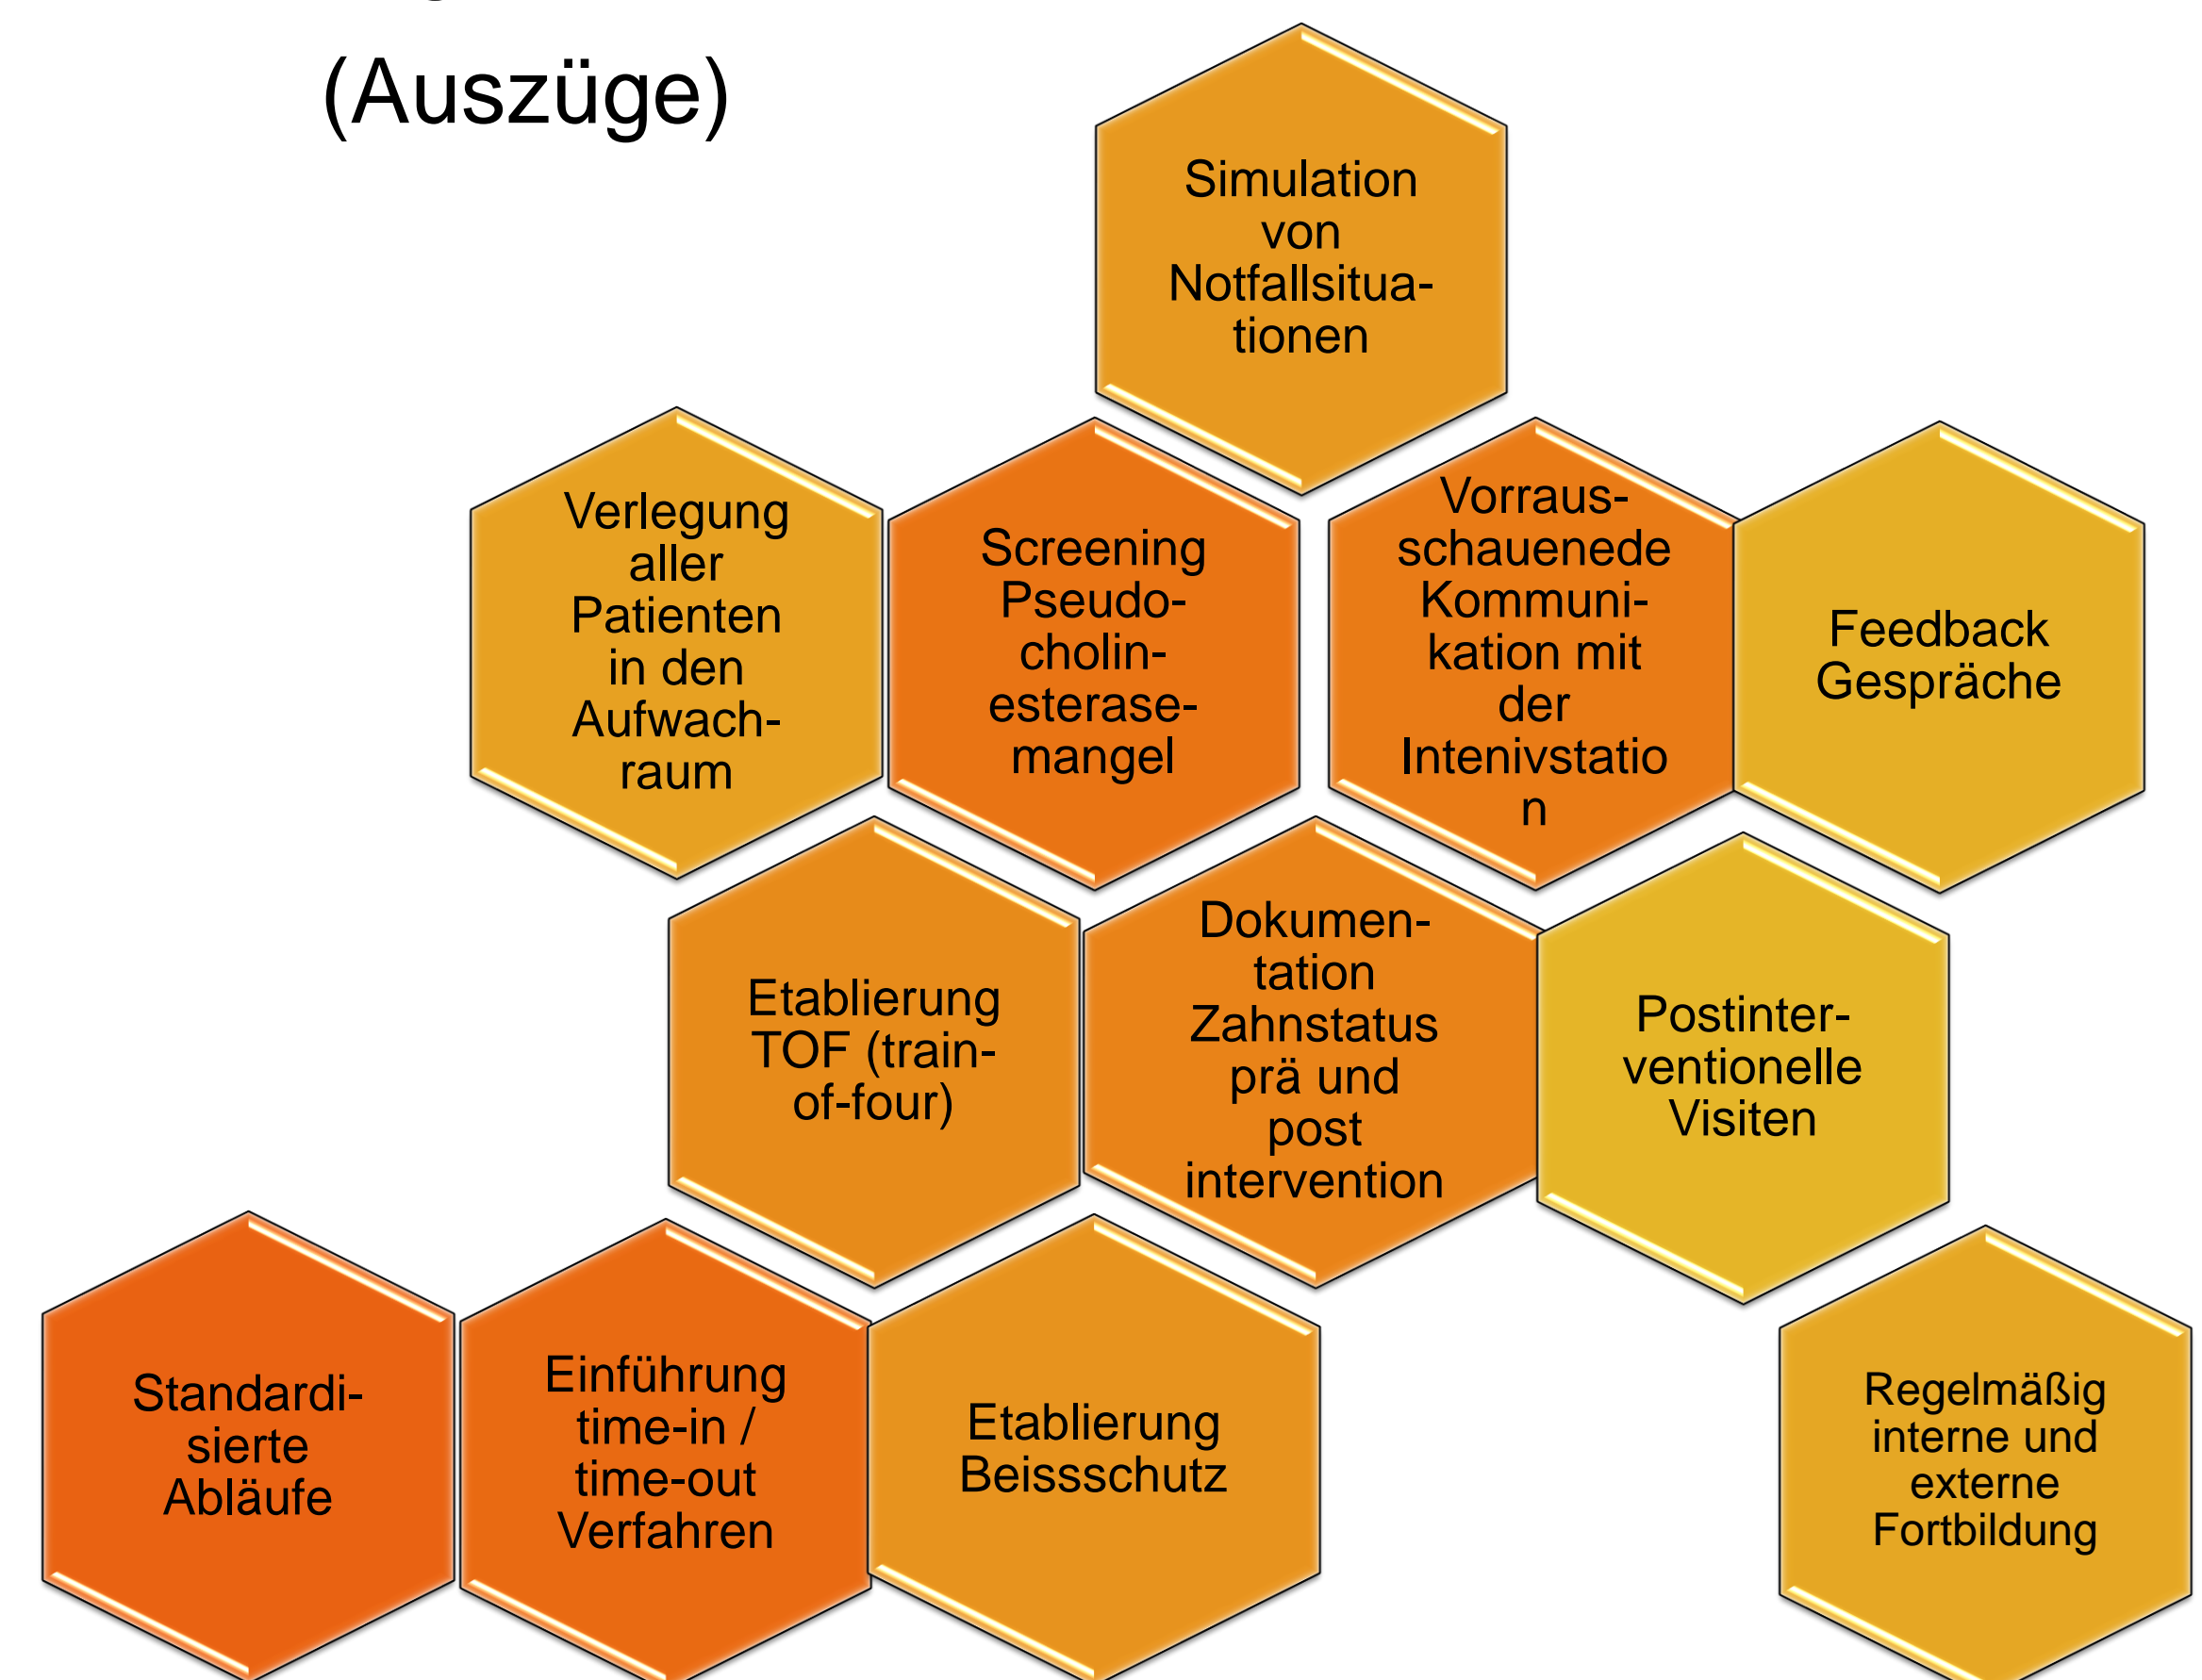 (Auszüge)
Simulation
von
Notfallsitua-
tionen
Verlegung
aller
Patienten
in den
Aufwach-
raum
Screening
Pseudo-
cholin-
esterase-
mangel
Vorraus-
schauenede
Kommuni-
kation mit
der
Intenivstatio
n
Feedback
Gespräche
Etablierung
TOF (train-
of-four)
Dokumen-
tation
Zahnstatus
prä und
post
intervention
Postinter-
ventionelle
Visiten
Standardi-
sierte
Abläufe
Einführung
time-in /
time-out
Verfahren
Etablierung
Beissschutz
Regelmäßig
interne und
externe
Fortbildung